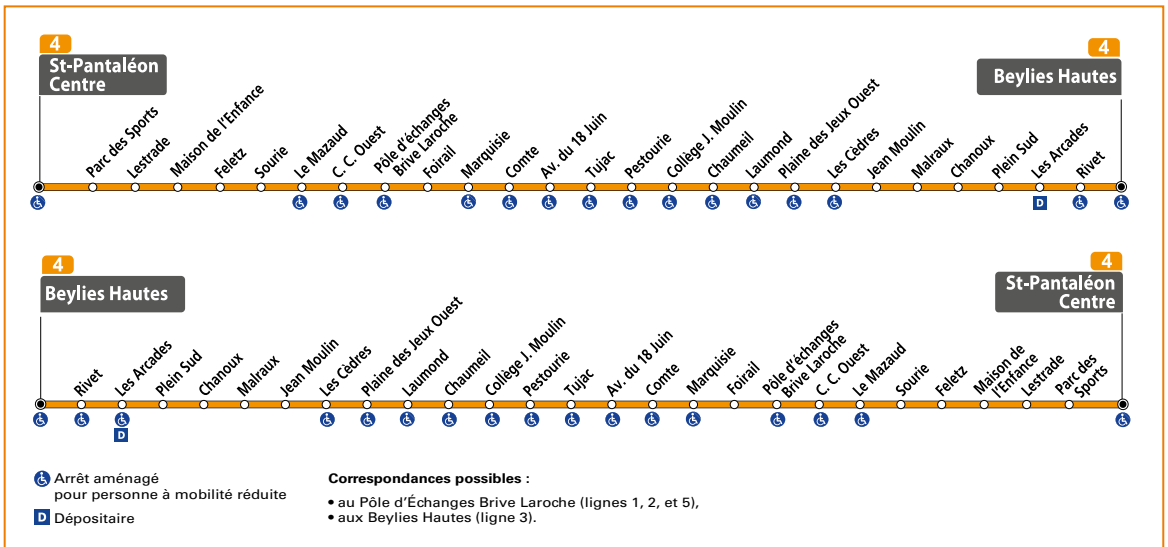 4
St-Pantaléon
Centre
4
Beylies Hautes
Parc des Sports
Lestrade
Maison de l'Enfance
Feletz
Sourie
Le Mazaud
C. C. Ouest
Pôle d'échanges
Brive Laroche
Foirail
Marquisie
Comte
Av. du 18 Juin
Tujac
Pestourie
Collège J. Moulin
Chaumeil
Laumond
Plaine des Jeux Ouest
Les Cèdres
Jean Moulin
Malraux
Chanoux
Plein Sud
Les Arcades
Rivet
D
4
Beylies Hautes
4
St-Pantaléon
Centre
Rivet
Les Arcades
Plein Sud
Chanoux
Malraux
Jean Moulin
Les Cèdres
Plaine des Jeux Ouest
Laumond
Chaumeil
Collège J. Moulin
Pestourie
Tujac
Av. du 18 Juin
Comte
Marquisie
Foirail
Pôle d'échanges
Brive Laroche
C. C. Ouest
Le Mazaud
Sourie
Feletz
Maison de
l'Enfance
Lestrade
Parc des
Sports
D
Arrêt aménagé
pour personne à mobilité réduite
D Dépositaire
Correspondances possibles :
• au Pôle d'Échanges Brive Laroche (lignes 1, 2, et 5),
• aux Beylies Hautes (ligne 3).